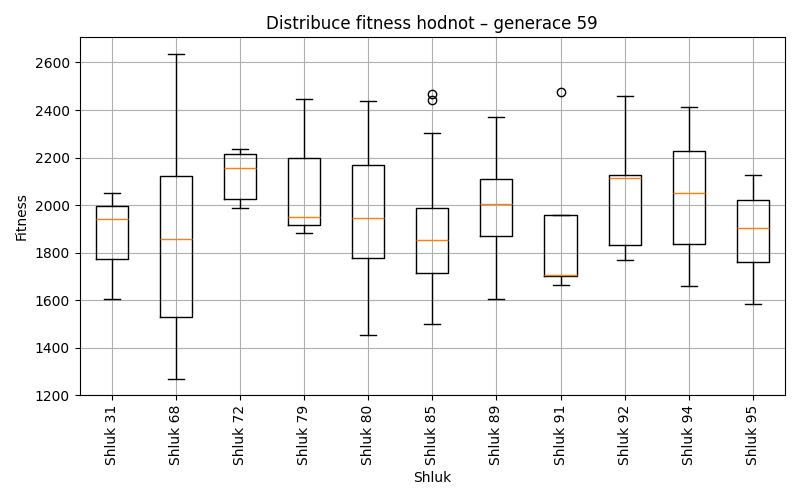 Distribuce fitness hodnot – generace 59
Fitness
2600
2400
2200
2000
1800
1600
1400
1200
Shluk 31
Shluk 68
Shluk 72
Shluk 79
Shluk 80
Shluk 85
Shluk 89
Shluk 91
Shluk 92
Shluk 94
Shluk 95
Shluk